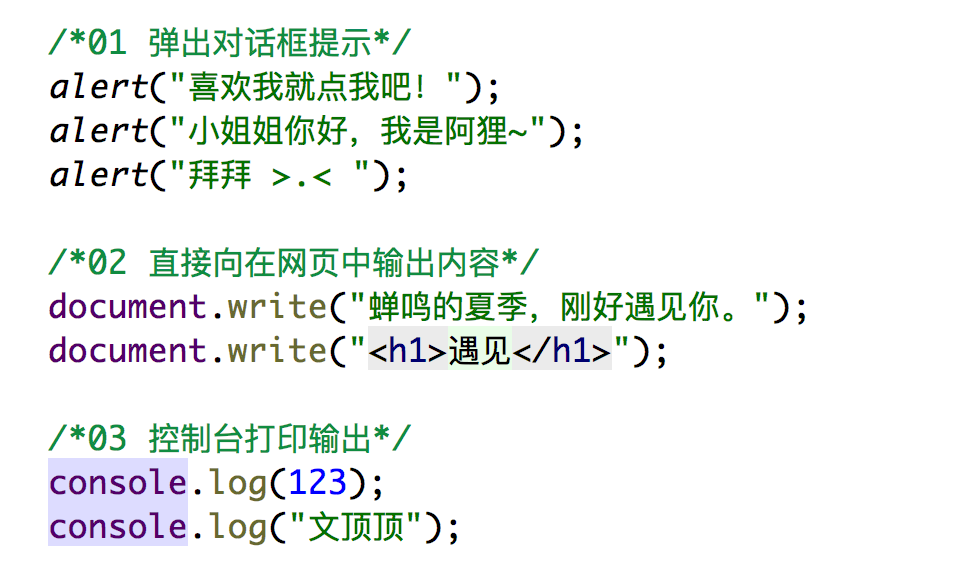 /*01 弹出对话框提示*/
alert("喜欢我就点我吧！");
alert("小姐姐你好，我是阿狸~");
alert("拜拜 >.< ");
/*02 直接向在网页中输出内容*/
document.write("蝉鸣的夏季，刚好遇见你。");
document.write("<h1>遇见</h1>");
/*03 控制台打印输出*/
console.log(123);
console.log("文顶顶");